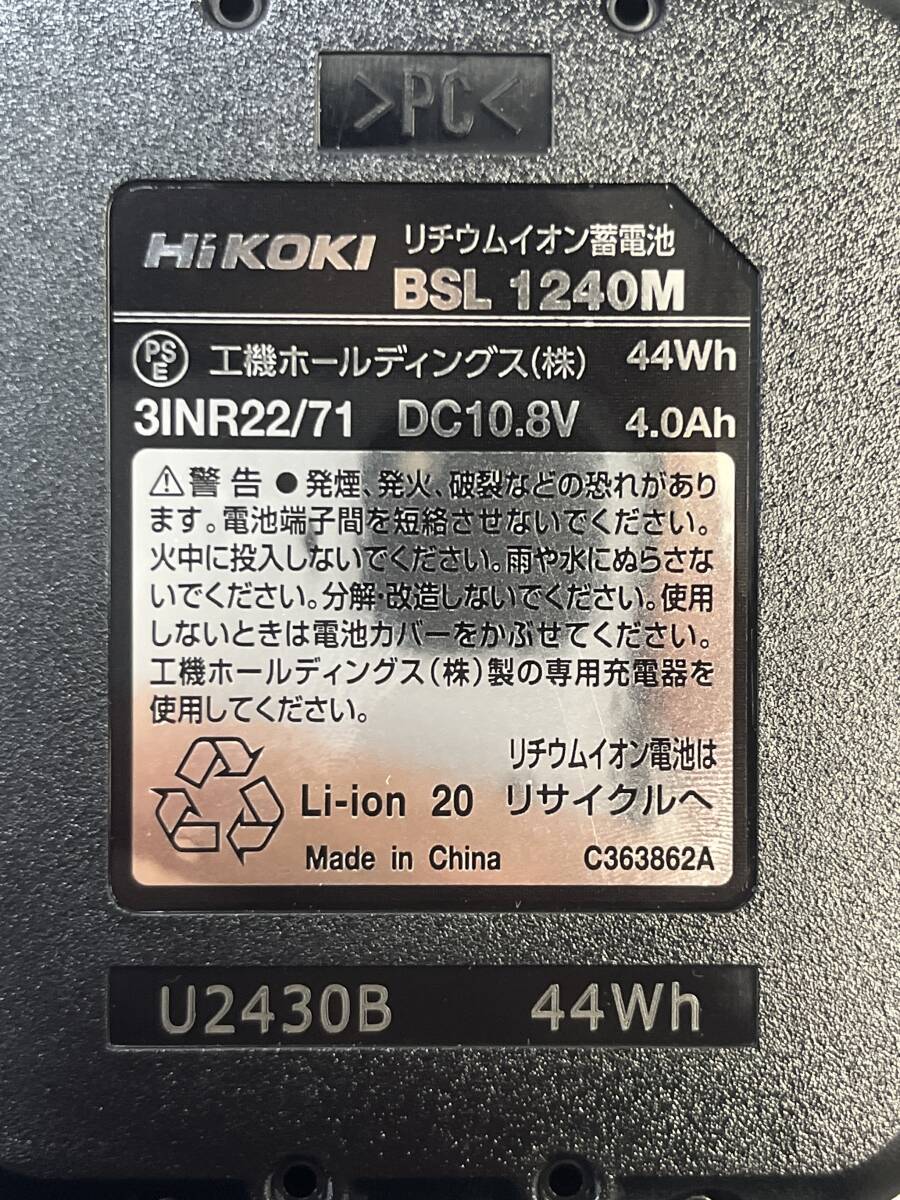 >PC<
HiKOKI
リチウムイオン蓄電池
BSL 1240M
PS
E
工機ホールディングス(株) 44Wh
3INR22/71 DC10.8V 4.0Ah
⚠警告 ●発煙、発火、破裂などの恐れがあり
ます。電池端子間を短絡させないでください。
火中に投入しないでください。雨や水にぬらさな
いでください。分解・改造しないでください。使用
しないときは電池カバーをかぶせてください。
工機ホールディングス(株)製の専用充電器を
使用してください。
リチウムイオン電池は
Li-ion 20 リサイクルへ
Made in China C363862A
U2430B 44Wh